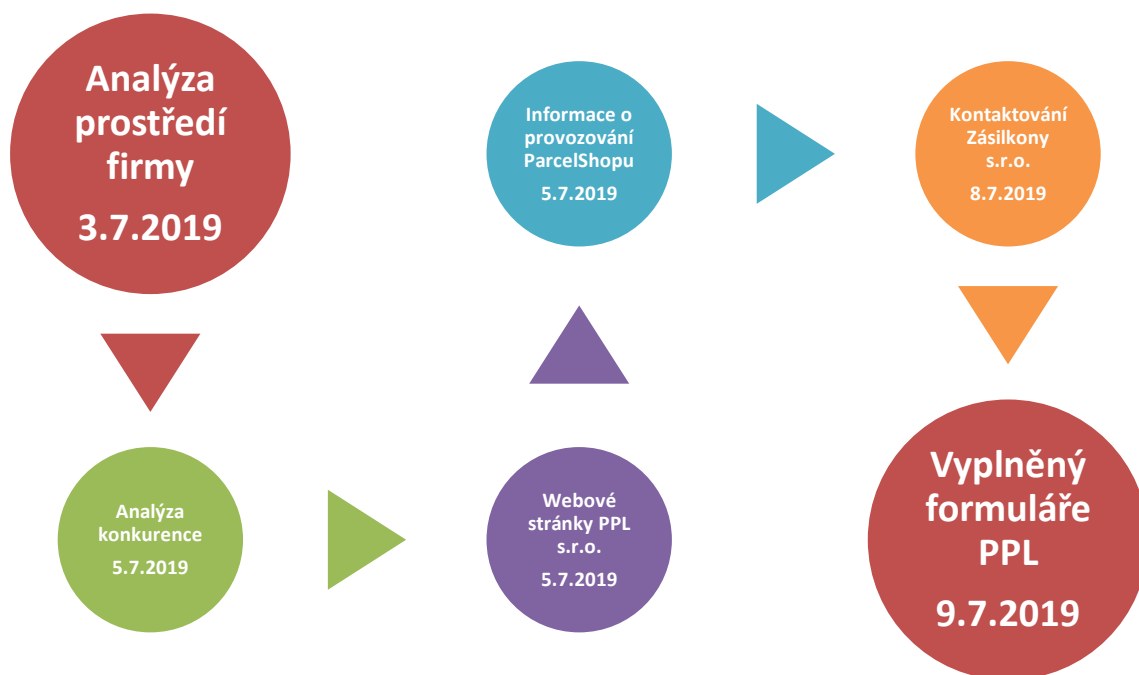 Analýza
prostředí
firmy
3.7.2019
Analýza
konkurence
5.7.2019
Webové
stránky PPL
s.r.o.
5.7.2019
Informace o
provozování
ParcelShopu
5.7.2019
Kontaktování
Zásilkony
s.r.o.
8.7.2019
Vyplněný
formuláře
PPL
9.7.2019